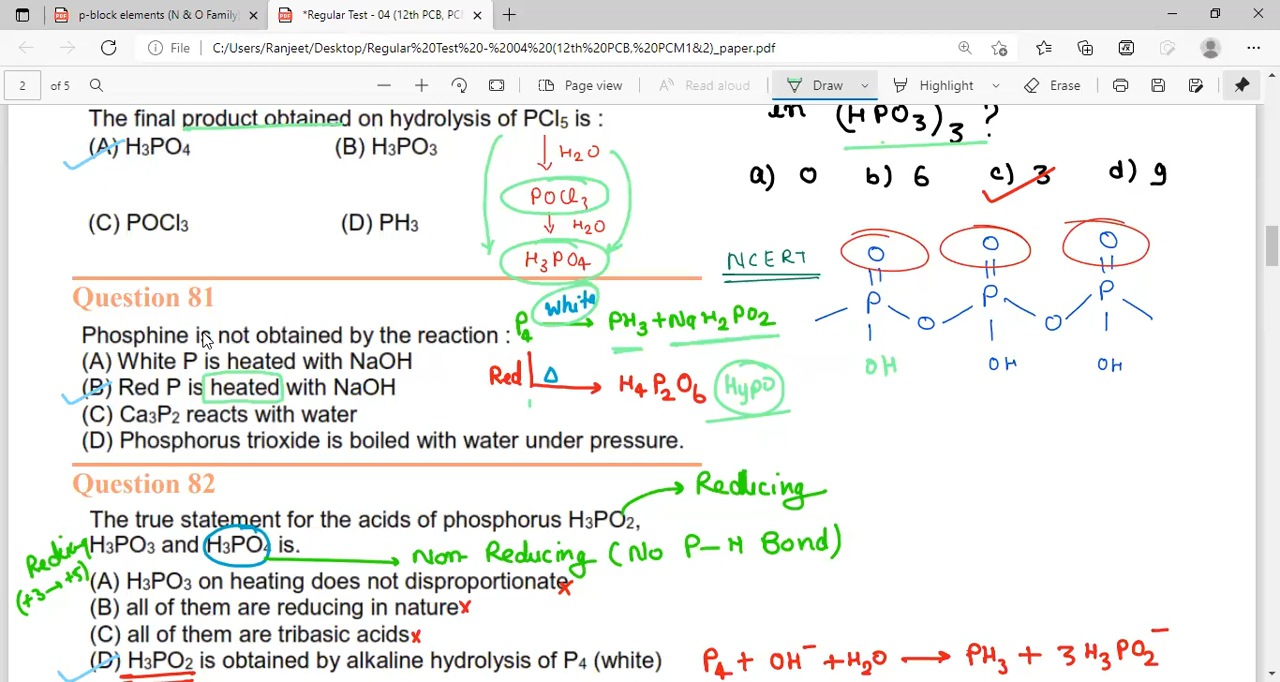 p-block elements (N & O Family)
*Regular Test - 04 (12th PCB, PC
File
C:/Users/Ranjeet/Desktop/Regular%20Test%20-%2004%20(12th%20PCB,%20PCM1&2)_paper.pdf
2 of 5
Page view
Read aloud
Draw
Highlight
Erase
The final product obtained on hydrolysis of PCl5 is :
(A) H3PO4
(B) H3PO3
(C) POCl3
(D) PH3
H2O
POCl3
H2O
H3PO4
in (HPO3)3 ?
a) 0 b) 6 c) 3 d) 9
NCERT
O O O
P P P
O O
OH OH OH
Question 81
Phosphine is not obtained by the reaction :
(A) White P is heated with NaOH
(B) Red P is heated with NaOH
(C) Ca3P2 reacts with water
(D) Phosphorus trioxide is boiled with water under pressure.
P4 White → PH3 + NaH2PO2
Red Δ → H4P2O6 Hypo
Question 82
The true statement for the acids of phosphorus H3PO2,
H3PO3 and H3PO4 is.
Reducing
Non Reducing (No P-H Bond)
(+3→+5)
(A) H3PO3 on heating does not disproportionate x
(B) all of them are reducing in nature x
(C) all of them are tribasic acids x
(D) H3PO2 is obtained by alkaline hydrolysis of P4 (white)
P4 + OH⁻ + H2O → PH3 + 3H3PO2⁻